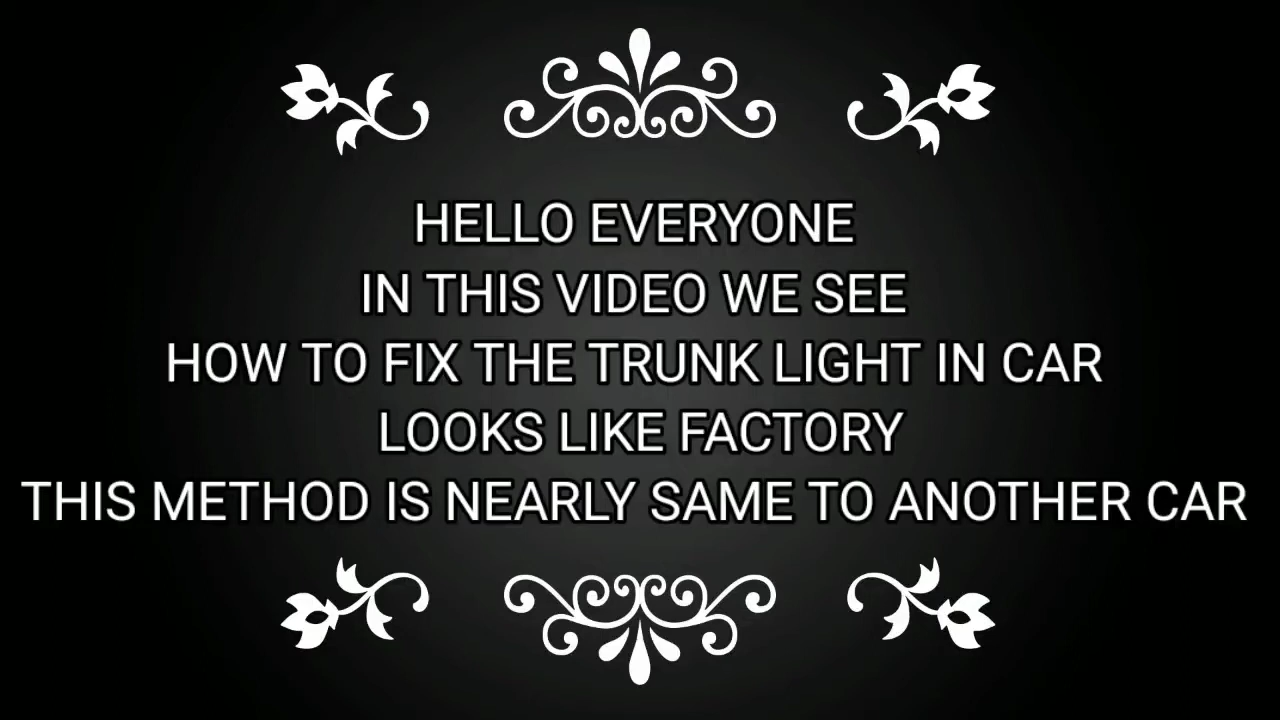 HELLO EVERYONE
IN THIS VIDEO WE SEE
HOW TO FIX THE TRUNK LIGHT IN CAR
LOOKS LIKE FACTORY
THIS METHOD IS NEARLY SAME TO ANOTHER CAR